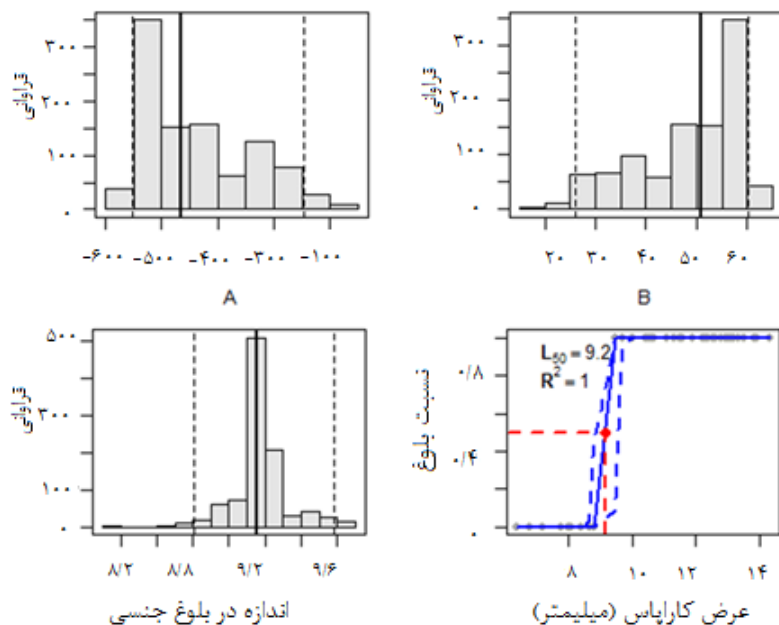 فراوانی
۳۰۰
۲۰۰
۱۰۰
۰
-۶۰۰ -۵۰۰ -۴۰۰ -۳۰۰ -۱۰۰
A
فراوانی
۳۰۰
۲۰۰
۱۰۰
۰
۲۰ ۳۰ ۴۰ ۵۰ ۶۰
B
فراوانی
۵۰۰
۳۰۰
۱۰۰
۰
۸/۲ ۸/۸ ۹/۲ ۹/۶
اندازه در بلوغ جنسی
نسبت بلوغ
L50 = 9.2
R2 = 1
۰/۸
۰/۴
۰
۸ ۱۰ ۱۲ ۱۴
عرض کاراپاس (میلیمتر)